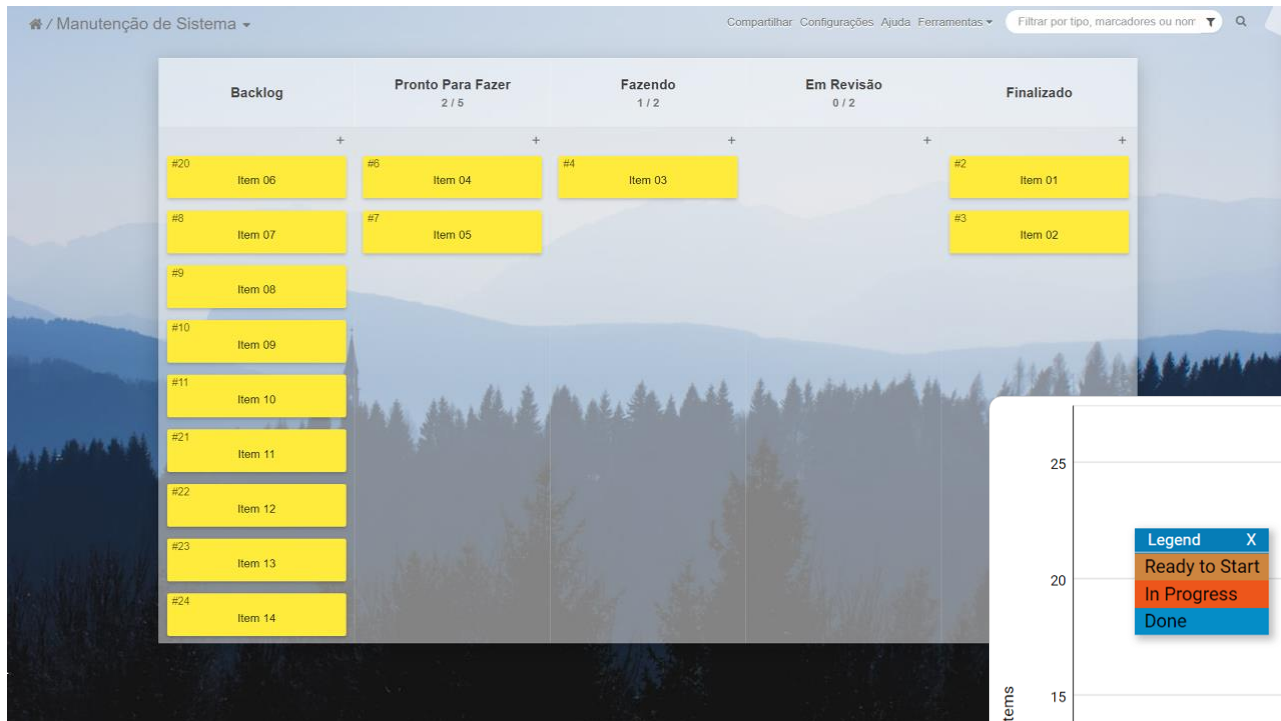 / Manutenção de Sistema
Compartilhar Configurações Ajuda Ferramentas
Filtrar por tipo, marcadores ou nom
Backlog
Pronto Para Fazer
2 / 5
Fazendo
1 / 2
Em Revisão
0 / 2
Finalizado
+ + + + +
#20
Item 06
#8
Item 07
#9
Item 08
#10
Item 09
#11
Item 10
#21
Item 11
#22
Item 12
#23
Item 13
#24
Item 14
#6
Item 04
#7
Item 05
#4
Item 03
#2
Item 01
#3
Item 02
25
20
15
Legend X
Ready to Start
In Progress
Done